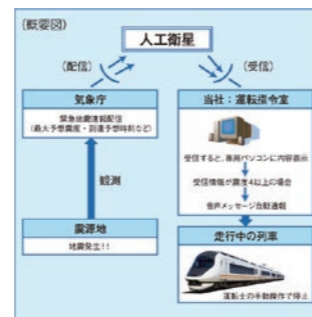 (概要図)
人工衛星
(配信)
(受信)
気象庁
緊急地震速報配信
(最大予想震度・到達予想時刻など)
観測
震源地
地震発生!!
当社:運転指令室
受信すると、専用パソコンに内容表示
受信情報が震度4以上の場合
音声メッセージ自動通報
走行中の列車
運転士の手動操作で停止